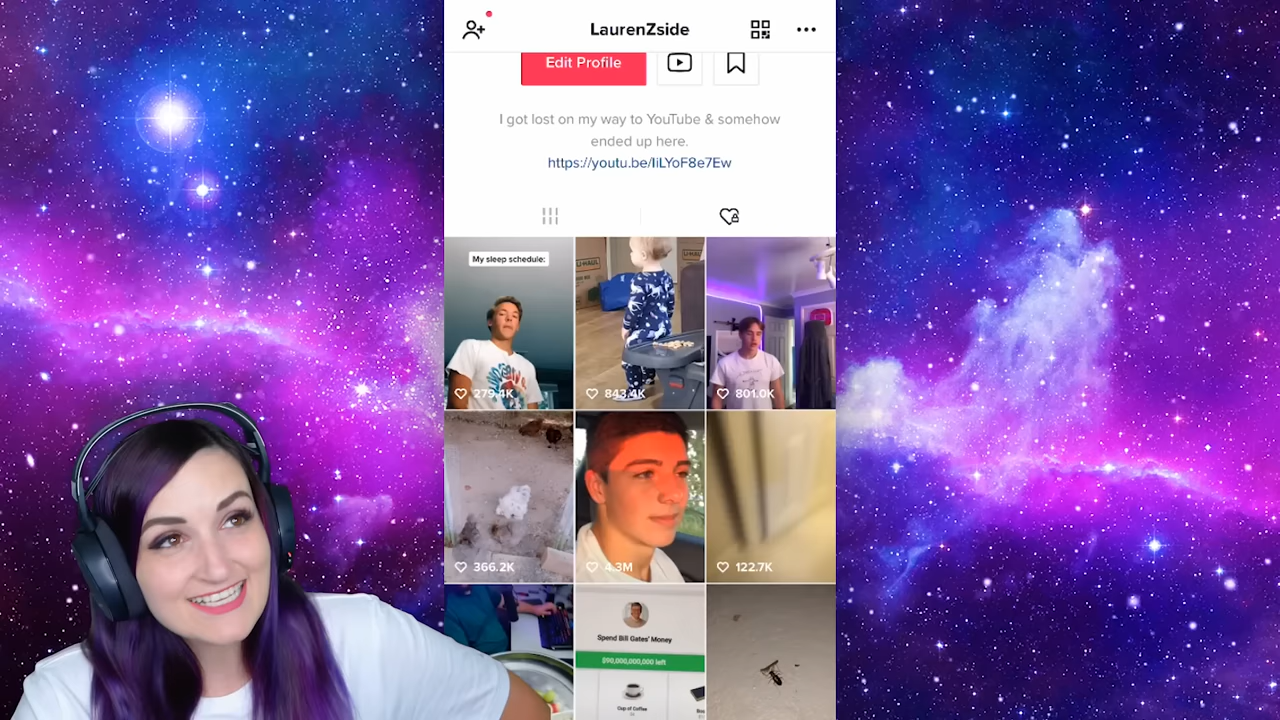 LaurenZside
Edit Profile
I got lost on my way to YouTube & somehow
ended up here.
https://youtu.be/IiLYoF8e7Ew
My sleep schedule:
U-HAUL
279.4K
843.4K
801.0K
366.2K
4.3M
122.7K
Spend Bill Gates' Money
$90,000,000,000 left
Cup of Coffee